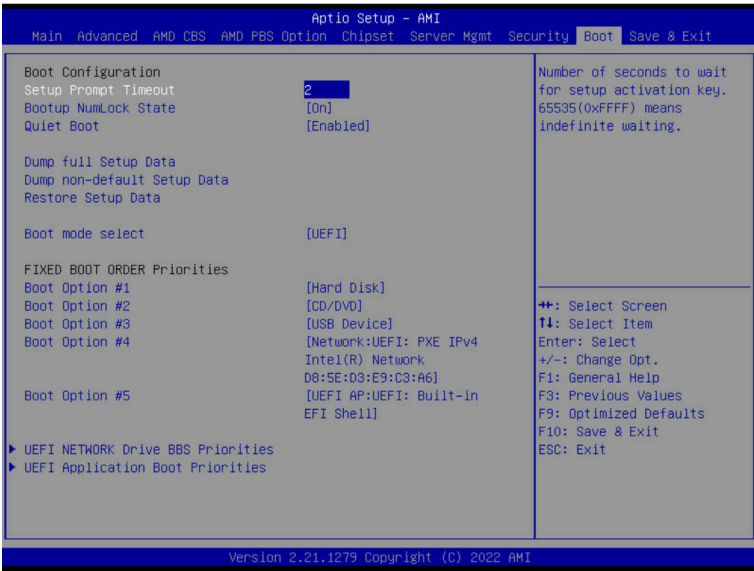 Aptio Setup - AMI
Main Advanced AMD CBS AMD PBS Option Chipset Server Mgmt Security Boot Save & Exit
Boot Configuration
Setup Prompt Timeout 2
Bootup NumLock State [On]
Quiet Boot [Enabled]
Dump full Setup Data
Dump non-default Setup Data
Restore Setup Data
Boot mode select [UEFI]
FIXED BOOT ORDER Priorities
Boot Option #1 [Hard Disk]
Boot Option #2 [CD/DVD]
Boot Option #3 [USB Device]
Boot Option #4 [Network:UEFI: PXE IPv4
Intel(R) Network
D8:5E:D3:E9:C3:A6]
Boot Option #5 [UEFI AP:UEFI: Built-in
EFI Shell]
UEFI NETWORK Drive BBS Priorities
UEFI Application Boot Priorities
Number of seconds to wait
for setup activation key.
65535(0xFFFF) means
indefinite waiting.
→←: Select Screen
↑↓: Select Item
Enter: Select
+/-: Change Opt.
F1: General Help
F3: Previous Values
F9: Optimized Defaults
F10: Save & Exit
ESC: Exit
Version 2.21.1279 Copyright (C) 2022 AMI